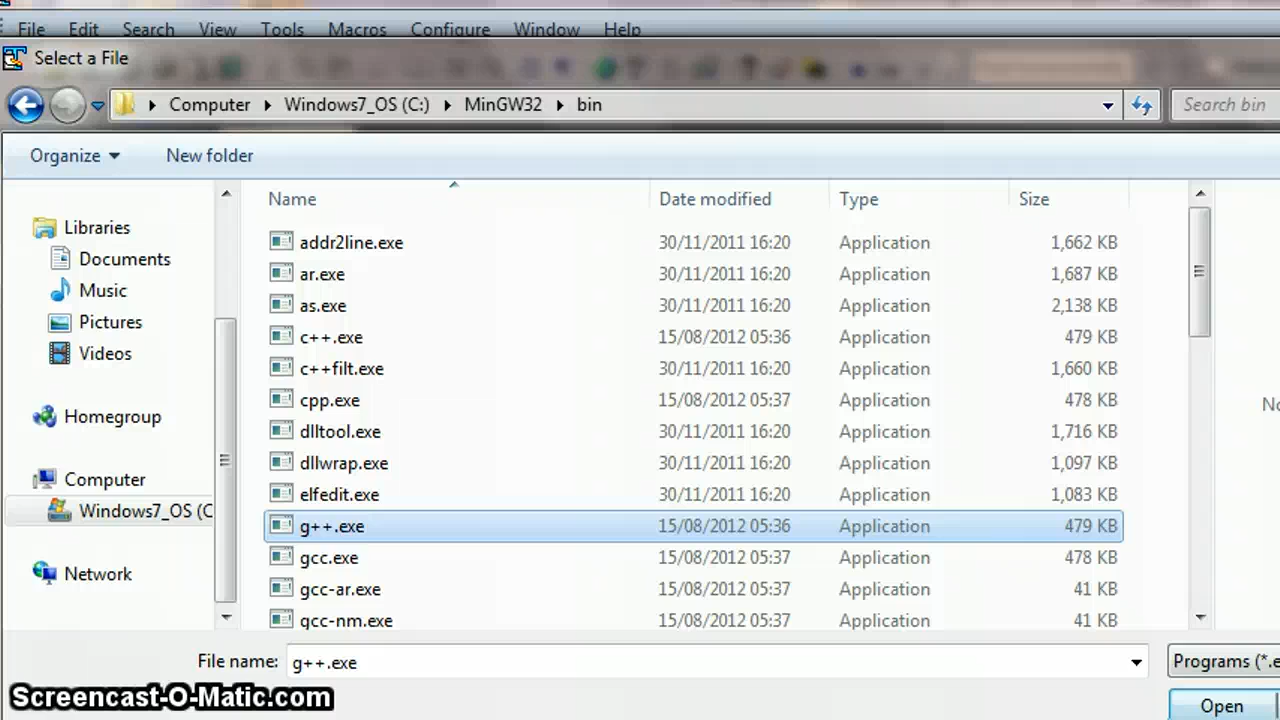 File Edit Search View Tools Macros Configure Window Help
Select a File
Computer Windows7_OS (C:) MinGW32 bin
Search bin
Organize New folder
Name Date modified Type Size
Libraries
Documents
Music
Pictures
Videos
Homegroup
Computer
Windows7_OS (C
Network
addr2line.exe 30/11/2011 16:20 Application 1,662 KB
ar.exe 30/11/2011 16:20 Application 1,687 KB
as.exe 30/11/2011 16:20 Application 2,138 KB
c++.exe 15/08/2012 05:36 Application 479 KB
c++filt.exe 30/11/2011 16:20 Application 1,660 KB
cpp.exe 15/08/2012 05:37 Application 478 KB
dlltool.exe 30/11/2011 16:20 Application 1,716 KB
dllwrap.exe 30/11/2011 16:20 Application 1,097 KB
elfedit.exe 30/11/2011 16:20 Application 1,083 KB
g++.exe 15/08/2012 05:36 Application 479 KB
gcc.exe 15/08/2012 05:37 Application 478 KB
gcc-ar.exe 15/08/2012 05:37 Application 41 KB
gcc-nm.exe 15/08/2012 05:37 Application 41 KB
No
File name: g++.exe
Programs (*.e
Open
Screencast-O-Matic.com